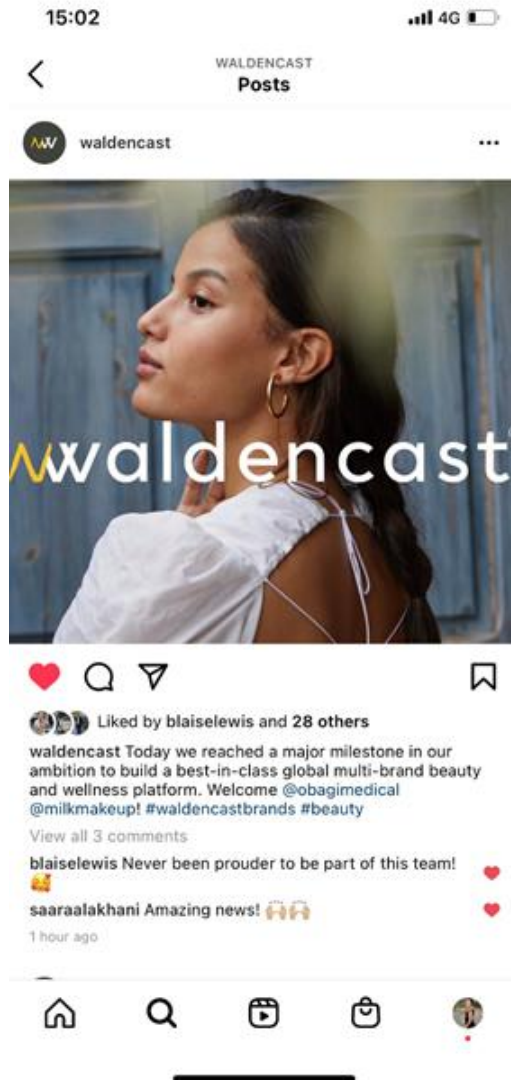 15:02
4G
WALDENCAST
Posts
waldencast
waldencast
Liked by blaiselewis and 28 others
waldencast Today we reached a major milestone in our
ambition to build a best-in-class global multi-brand beauty
and wellness platform. Welcome @obagimedical
@milkmakeup! #waldencastbrands #beauty
View all 3 comments
blaiselewis Never been prouder to be part of this team!
🥰
saaraalakhani Amazing news! 🙌🏼🙌🏼
1 hour ago